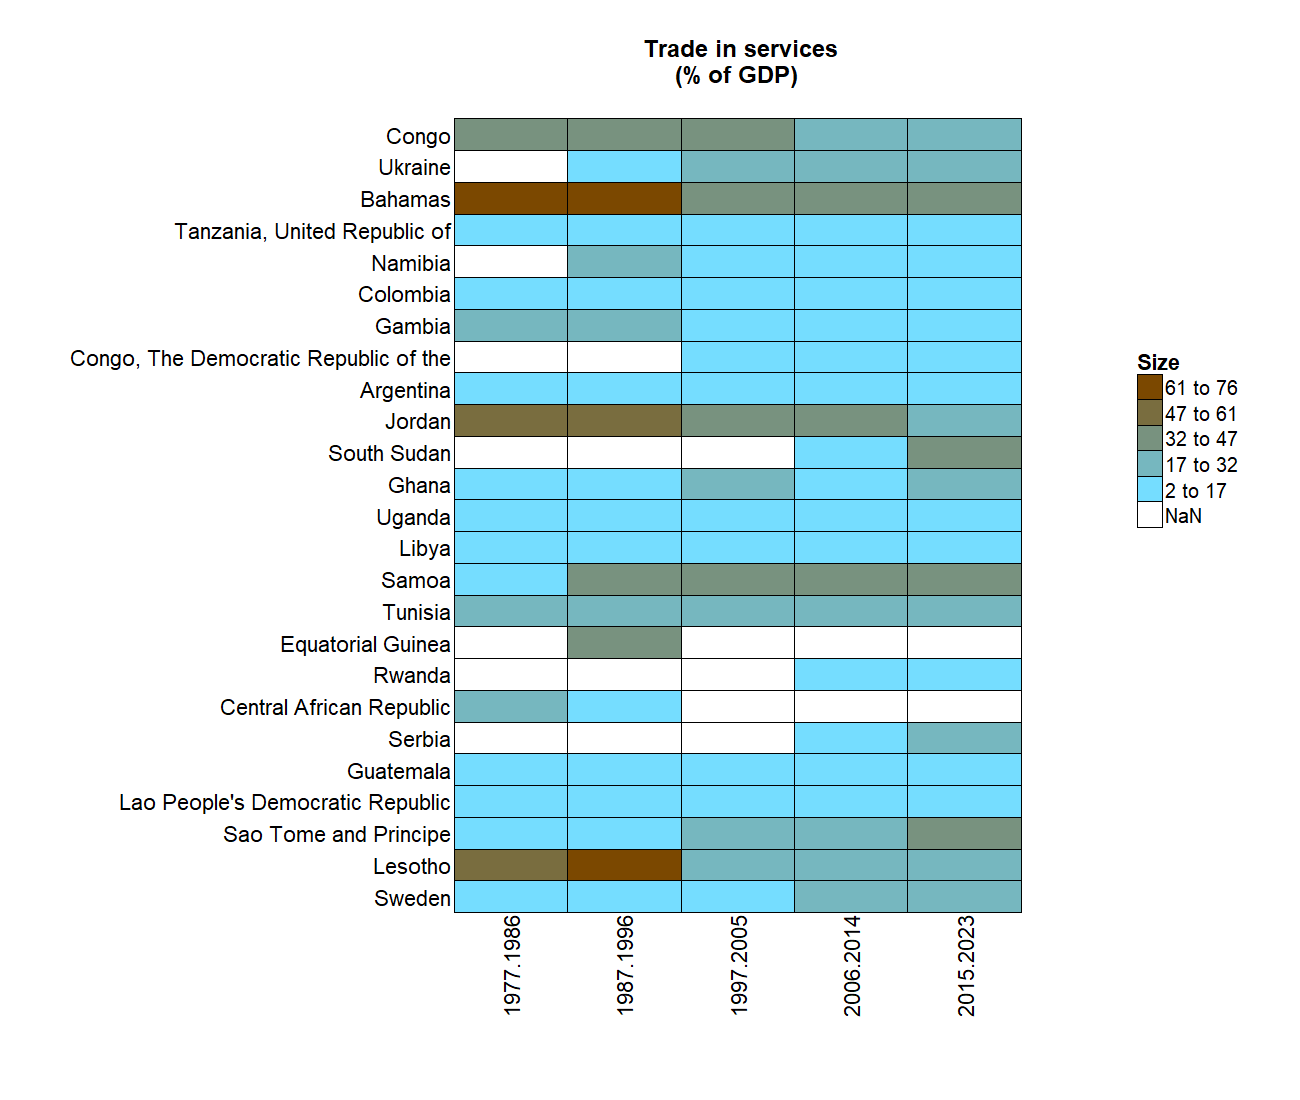 Trade in services
(% of GDP)
Congo
Ukraine
Bahamas
Tanzania, United Republic of
Namibia
Colombia
Gambia
Congo, The Democratic Republic of the
Argentina
Jordan
South Sudan
Ghana
Uganda
Libya
Samoa
Tunisia
Equatorial Guinea
Rwanda
Central African Republic
Serbia
Guatemala
Lao People's Democratic Republic
Sao Tome and Principe
Lesotho
Sweden
1977.1986
1987.1996
1997.2005
2006.2014
2015.2023
Size
61 to 76
47 to 61
32 to 47
17 to 32
2 to 17
NaN